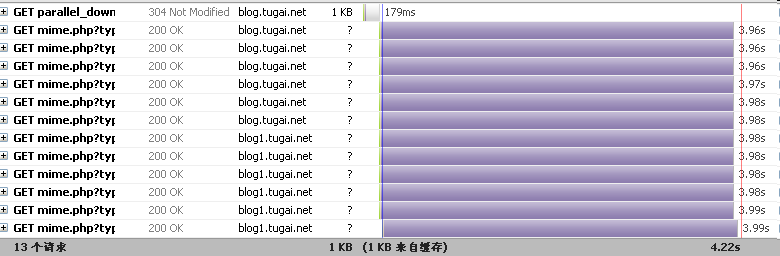 GET parallel_down 304 Not Modified blog.tugai.net 1 KB 179ms
GET mime.php?typ 200 OK blog.tugai.net ? 3.96s
GET mime.php?typ 200 OK blog.tugai.net ? 3.96s
GET mime.php?typ 200 OK blog.tugai.net ? 3.96s
GET mime.php?typ 200 OK blog.tugai.net ? 3.97s
GET mime.php?typ 200 OK blog.tugai.net ? 3.98s
GET mime.php?typ 200 OK blog.tugai.net ? 3.98s
GET mime.php?typ 200 OK blog1.tugai.net ? 3.98s
GET mime.php?typ 200 OK blog1.tugai.net ? 3.98s
GET mime.php?typ 200 OK blog1.tugai.net ? 3.98s
GET mime.php?typ 200 OK blog1.tugai.net ? 3.98s
GET mime.php?typ 200 OK blog1.tugai.net ? 3.99s
GET mime.php?typ 200 OK blog1.tugai.net ? 3.99s
13 个请求 1 KB (1 KB 来自缓存) 4.22s